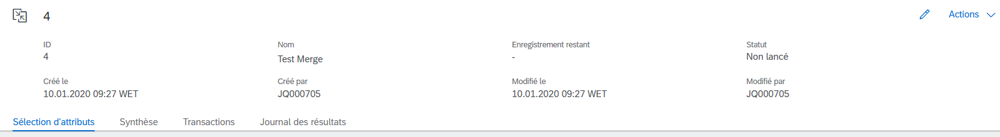 4
Actions
ID
4
Nom
Test Merge
Enregistrement restant
-
Statut
Non lancé
Créé le
10.01.2020 09:27 WET
Créé par
JQ000705
Modifié le
10.01.2020 09:27 WET
Modifié par
JQ000705
Sélection d'attributs
Synthèse
Transactions
Journal des résultats